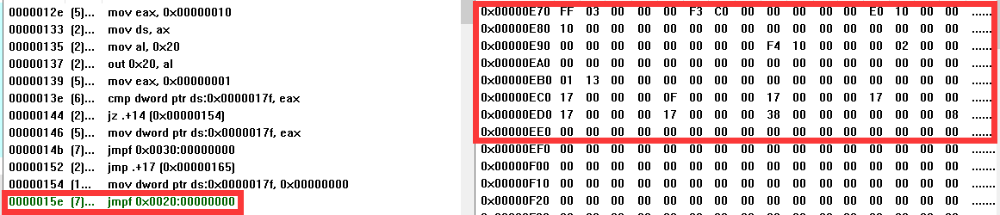 0000012e (5)... mov eax, 0x00000010
00000133 (2)... mov ds, ax
00000135 (2)... mov al, 0x20
00000137 (2)... out 0x20, al
00000139 (5)... mov eax, 0x00000001
0000013e (6)... cmp dword ptr ds:0x0000017f, eax
00000144 (2)... jz .+14 (0x00000154)
00000146 (5)... mov dword ptr ds:0x0000017f, eax
0000014b (7)... jmpf 0x0030:00000000
00000152 (2)... jmp .+17 (0x00000165)
00000154 (1... mov dword ptr ds:0x0000017f, 0x00000000
0000015e (7)... jmpf 0x0020:00000000
0x00000E70 FF 03 00 00 00 F3 C0 00 00 00 00 00 E0 10 00 00 ......
0x00000E80 10 00 00 00 00 00 00 00 00 00 00 00 00 00 00 00 ......
0x00000E90 00 00 00 00 00 00 00 00 F4 10 00 00 00 02 00 00 ......
0x00000EA0 00 00 00 00 00 00 00 00 00 00 00 00 00 00 00 00 ......
0x00000EB0 01 13 00 00 00 00 00 00 00 00 00 00 00 00 00 00 ......
0x00000EC0 17 00 00 00 0F 00 00 00 17 00 00 00 17 00 00 00 ......
0x00000ED0 17 00 00 00 17 00 00 00 38 00 00 00 00 00 00 08 ......
0x00000EE0 00 00 00 00 00 00 00 00 00 00 00 00 00 00 00 00 ......
0x00000EF0 00 00 00 00 00 00 00 00 00 00 00 00 00 00 00 00 ......
0x00000F00 00 00 00 00 00 00 00 00 00 00 00 00 00 00 00 00 ......
0x00000F10 00 00 00 00 00 00 00 00 00 00 00 00 00 00 00 00 ......
0x00000F20 00 00 00 00 00 00 00 00 00 00 00 00 00 00 00 00 ......